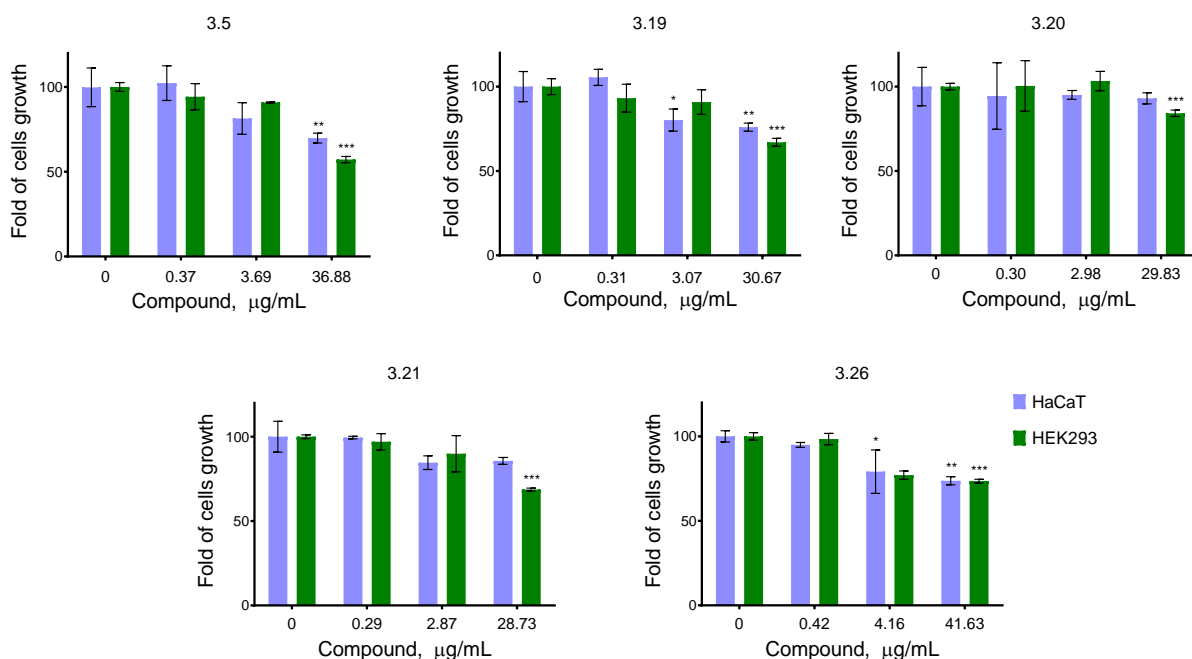 3.5
Fold of cells growth
100
50
0
** ***
0 0.37 3.69 36.88
Compound, μg/mL
3.19
Fold of cells growth
100
50
0
* ** ***
0 0.31 3.07 30.67
Compound, μg/mL
3.20
Fold of cells growth
100
50
0
***
0 0.30 2.98 29.83
Compound, μg/mL
3.21
Fold of cells growth
100
50
0
***
0 0.29 2.87 28.73
Compound, μg/mL
3.26
Fold of cells growth
100
50
0
* ** ***
0 0.42 4.16 41.63
Compound, μg/mL
HaCaT
HEK293